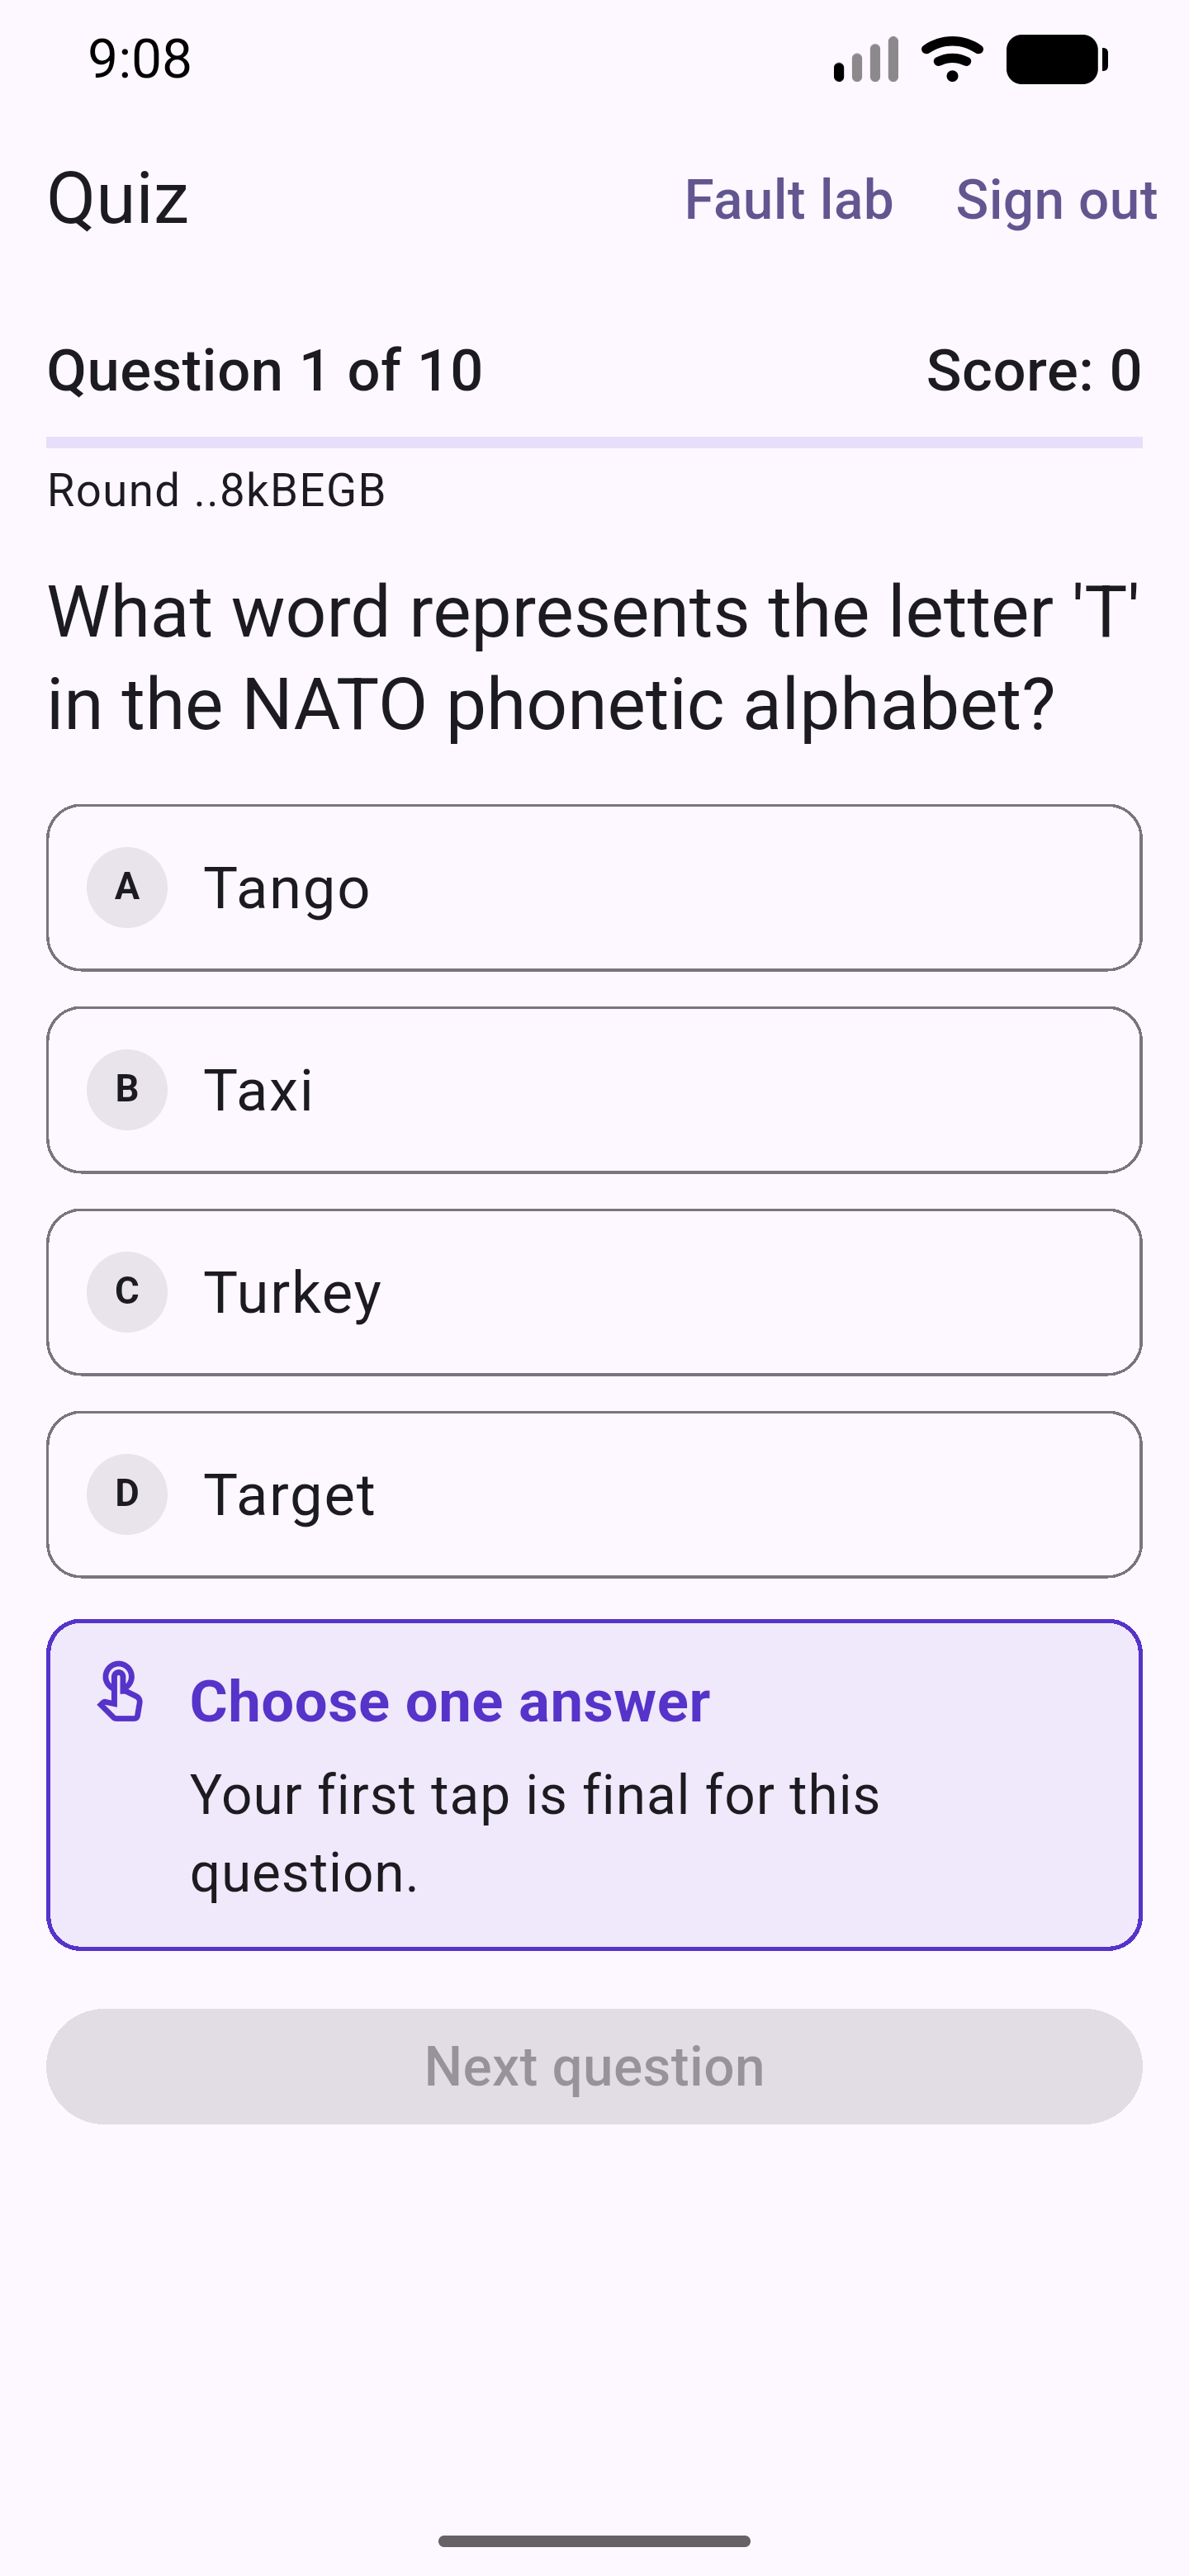 9:08
Quiz
Fault lab
Sign out
Question 1 of 10
Score: 0
Round ..8kBEGB
What word represents the letter 'T'
in the NATO phonetic alphabet?
A Tango
B Taxi
C Turkey
D Target
Choose one answer
Your first tap is final for this
question.
Next question